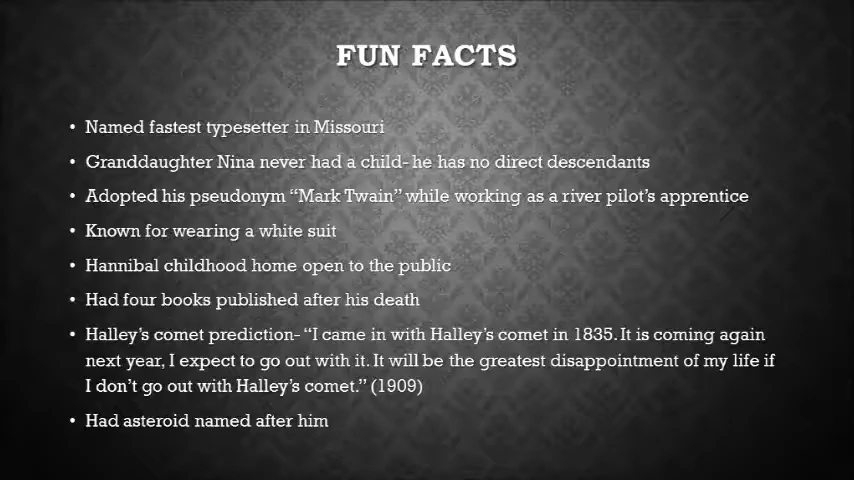 FUN FACTS
• Named fastest typesetter in Missouri
• Granddaughter Nina never had a child- he has no direct descendants
• Adopted his pseudonym “Mark Twain” while working as a river pilot’s apprentice
• Known for wearing a white suit
• Hannibal childhood home open to the public
• Had four books published after his death
• Halley’s comet prediction- “I came in with Halley’s comet in 1835. It is coming again
next year, I expect to go out with it. It will be the greatest disappointment of my life if
I don’t go out with Halley’s comet.” (1909)
• Had asteroid named after him